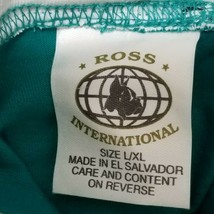 ROSS
INTERNATIONAL
SIZE L/XL
MADE IN EL SALVADOR
CARE AND CONTENT
ON REVERSE